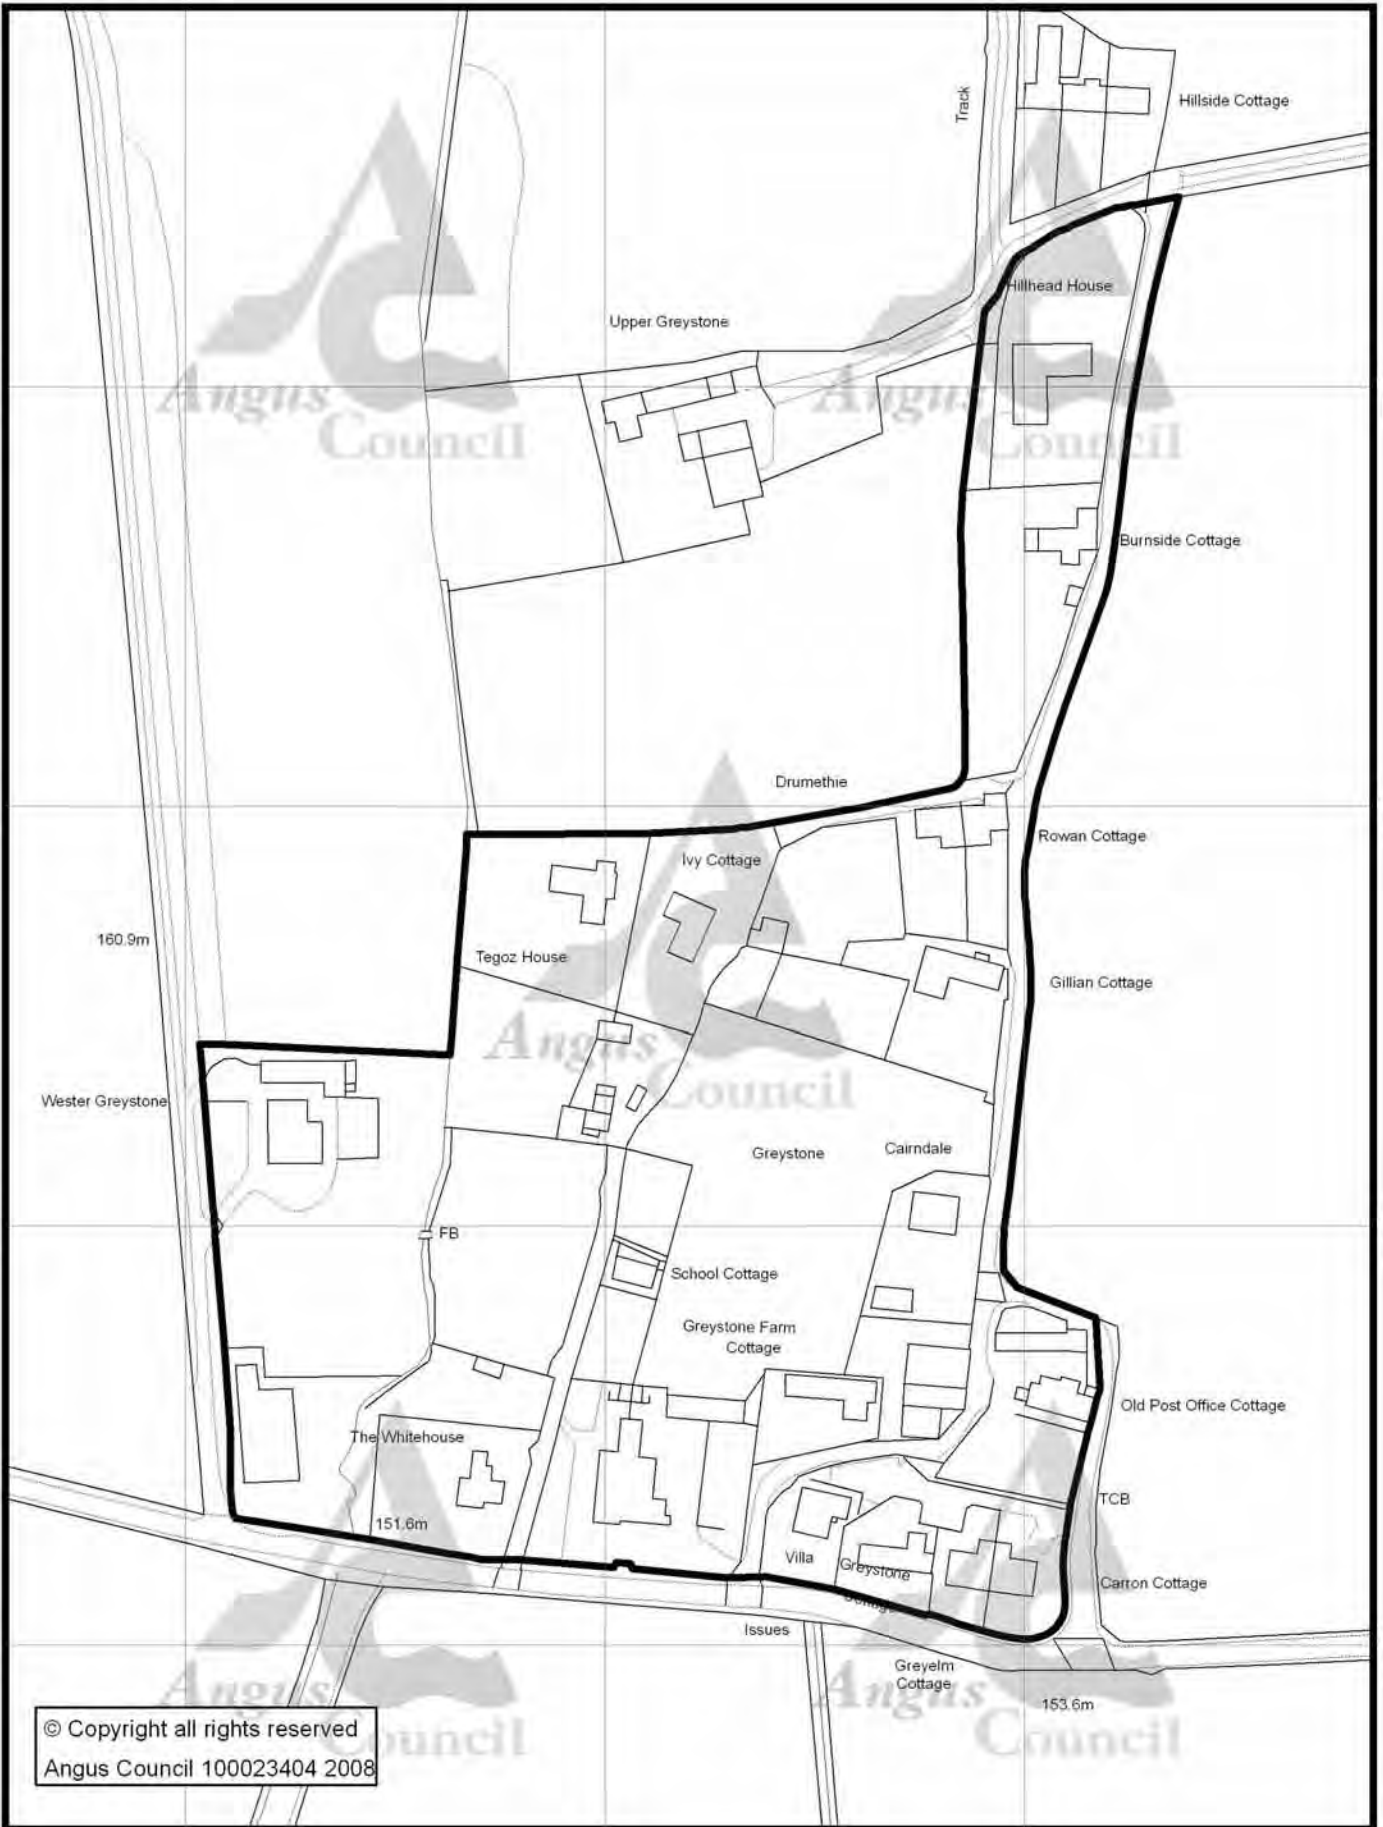 Track
Hillside Cottage
Hillhead House
Upper Greystone
Angus
Council
Angus
Council
Burnside Cottage
Drumethie
Rowan Cottage
Ivy Cottage
160.9m
Tegoz House
Gillian Cottage
Angus
Council
Wester Greystone
Greystone
Cairndale
FB
School Cottage
Greystone Farm
Cottage
Old Post Office Cottage
The Whitehouse
TCB
151.6m
Villa
Greystone
Cottage
Carron Cottage
Issues
Greyelm
Cottage
153.6m
Angus
Council
Angus
Council
© Copyright all rights reserved
Angus Council 100023404 2008